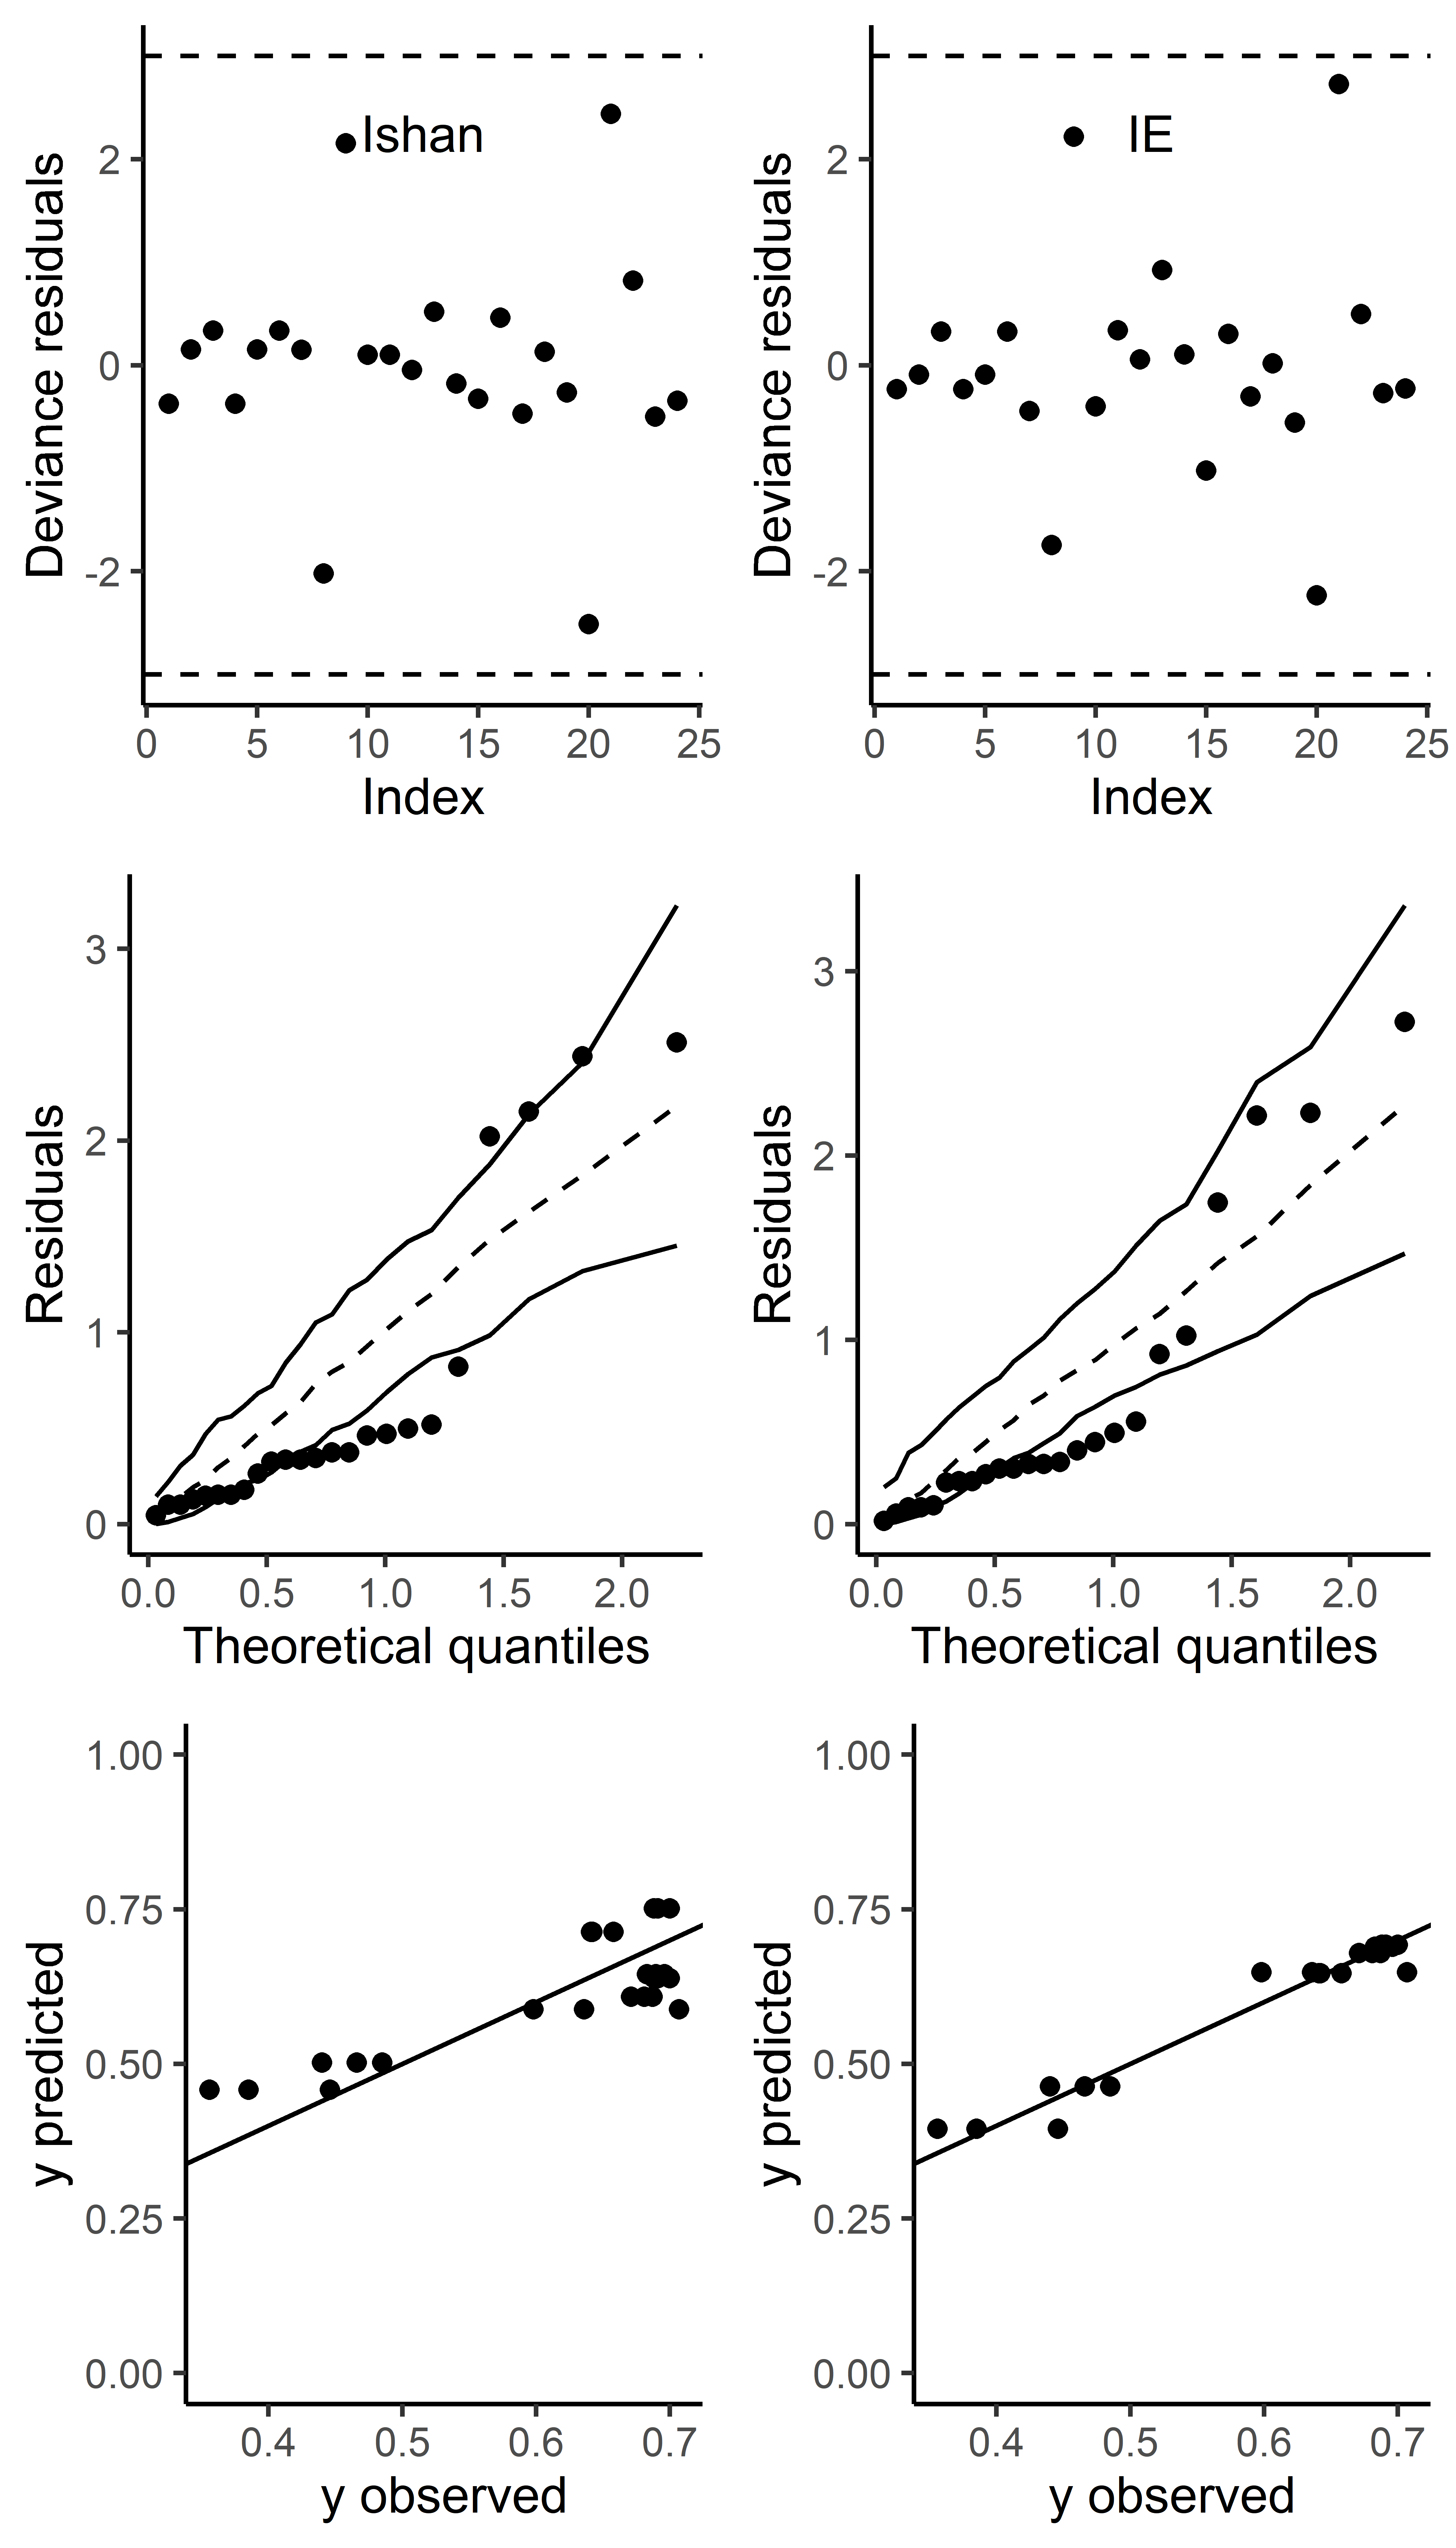 Deviance residuals
2
0
-2
Ishan
0 5 10 15 20 25
Index
Deviance residuals
2
0
-2
IE
0 5 10 15 20 25
Index
Residuals
3
2
1
0
0.0 0.5 1.0 1.5 2.0
Theoretical quantiles
Residuals
3
2
1
0
0.0 0.5 1.0 1.5 2.0
Theoretical quantiles
y predicted
1.00
0.75
0.50
0.25
0.00
0.4 0.5 0.6 0.7
y observed
y predicted
1.00
0.75
0.50
0.25
0.00
0.4 0.5 0.6 0.7
y observed